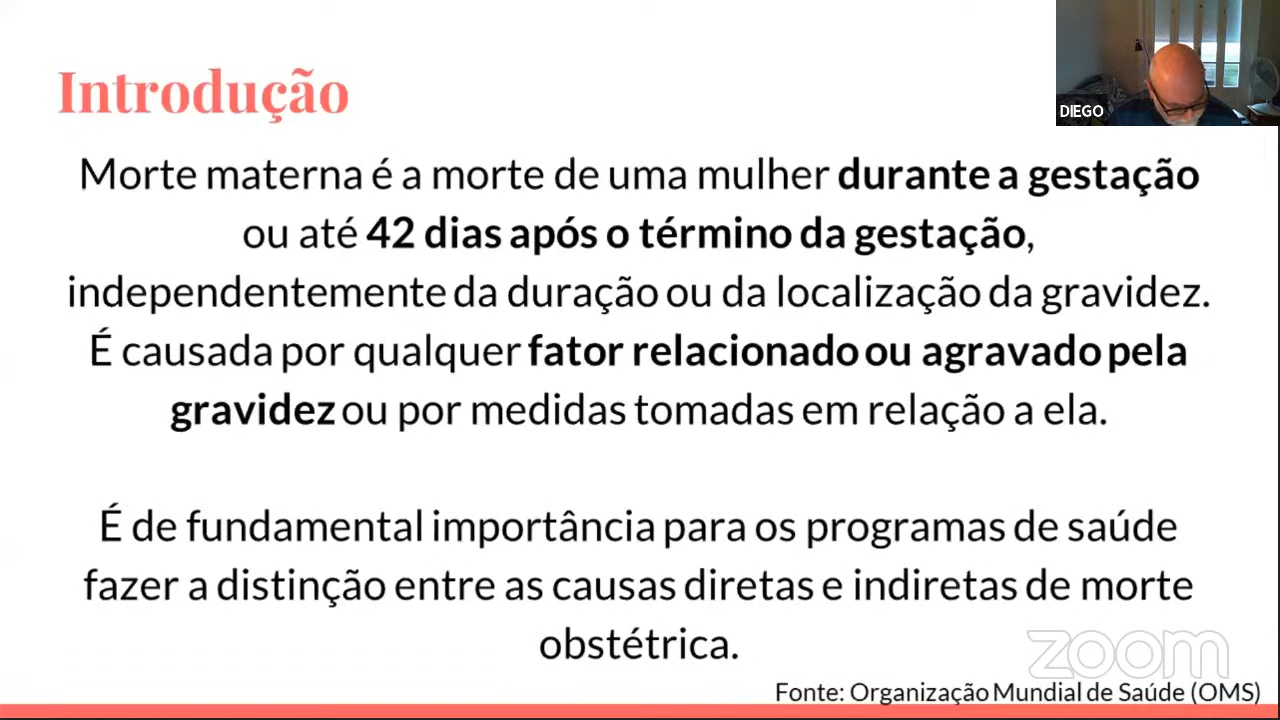 Introdução
DIEGO
Morte materna é a morte de uma mulher durante a gestação
ou até 42 dias após o término da gestação,
independentemente da duração ou da localização da gravidez.
É causada por qualquer fator relacionado ou agravado pela
gravidez ou por medidas tomadas em relação a ela.
É de fundamental importância para os programas de saúde
fazer a distinção entre as causas diretas e indiretas de morte
obstétrica.
zoom
Fonte: Organização Mundial de Saúde (OMS)